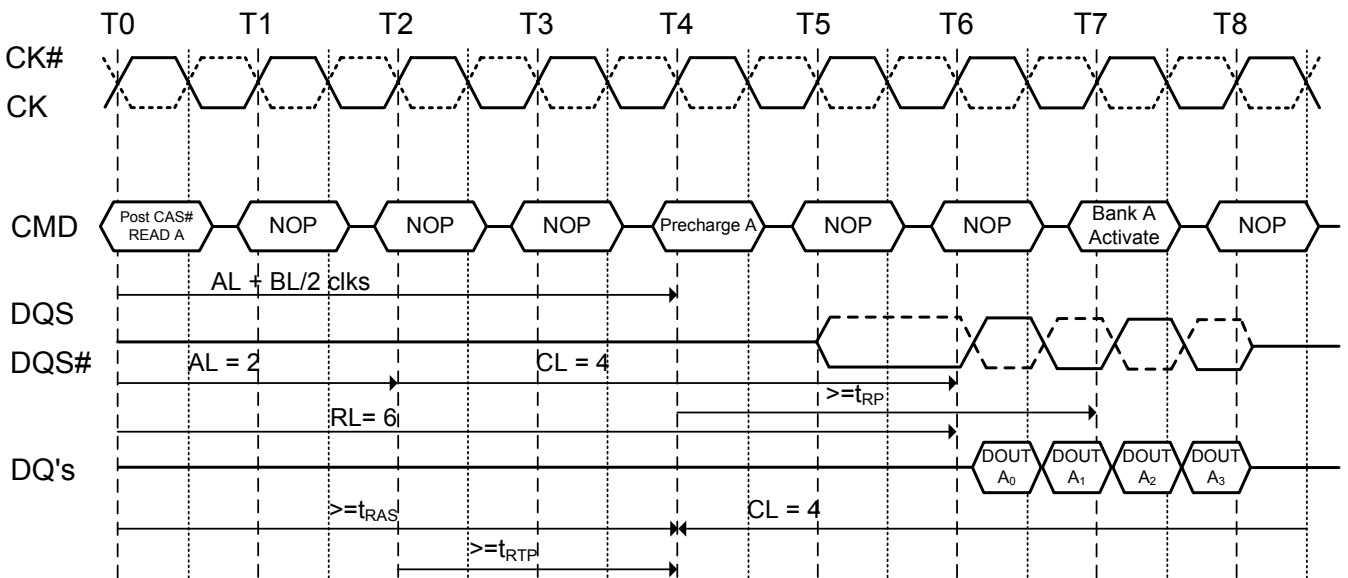 T0 T1 T2 T3 T4 T5 T6 T7 T8
CK#
CK
CMD
Post CAS#
READ A
NOP
NOP
NOP
Precharge A
NOP
NOP
Bank A
Activate
NOP
AL + BL/2 clks
DQS
DQS#
AL = 2
CL = 4
>=tRP
RL= 6
DQ's
DOUT
A0
DOUT
A1
DOUT
A2
DOUT
A3
>=tRAS
CL = 4
>=tRTP